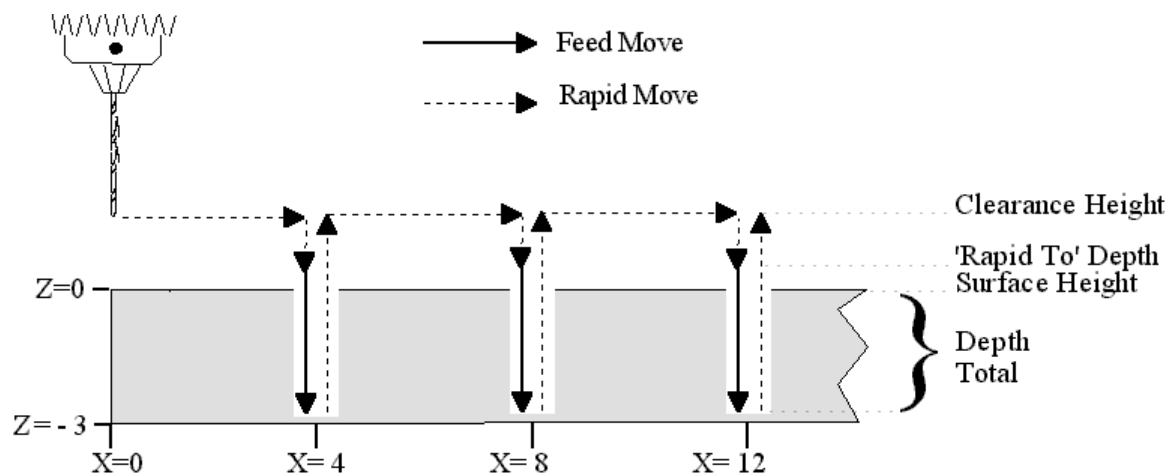 Feed Move
Rapid Move
Clearance Height
'Rapid To' Depth
Surface Height
Z=0
Depth
Total
Z= - 3
X=0
X= 4
X= 8
X= 12